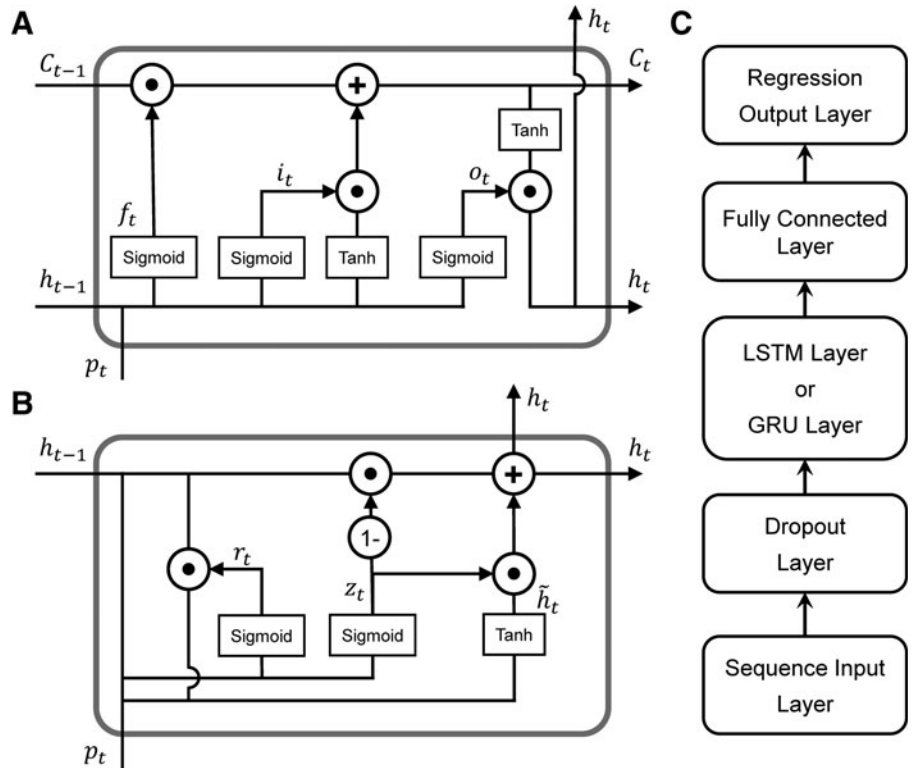 A
h_t
C_{t-1}
C_t
Tanh
i_t
o_t
f_t
Sigmoid
Sigmoid
Tanh
Sigmoid
h_{t-1}
h_t
p_t
B
h_t
h_{t-1}
h_t
1-
r_t
z_t
h̃_t
Sigmoid
Sigmoid
Tanh
p_t
C
Regression
Output Layer
Fully Connected
Layer
LSTM Layer
or
GRU Layer
Dropout
Layer
Sequence Input
Layer